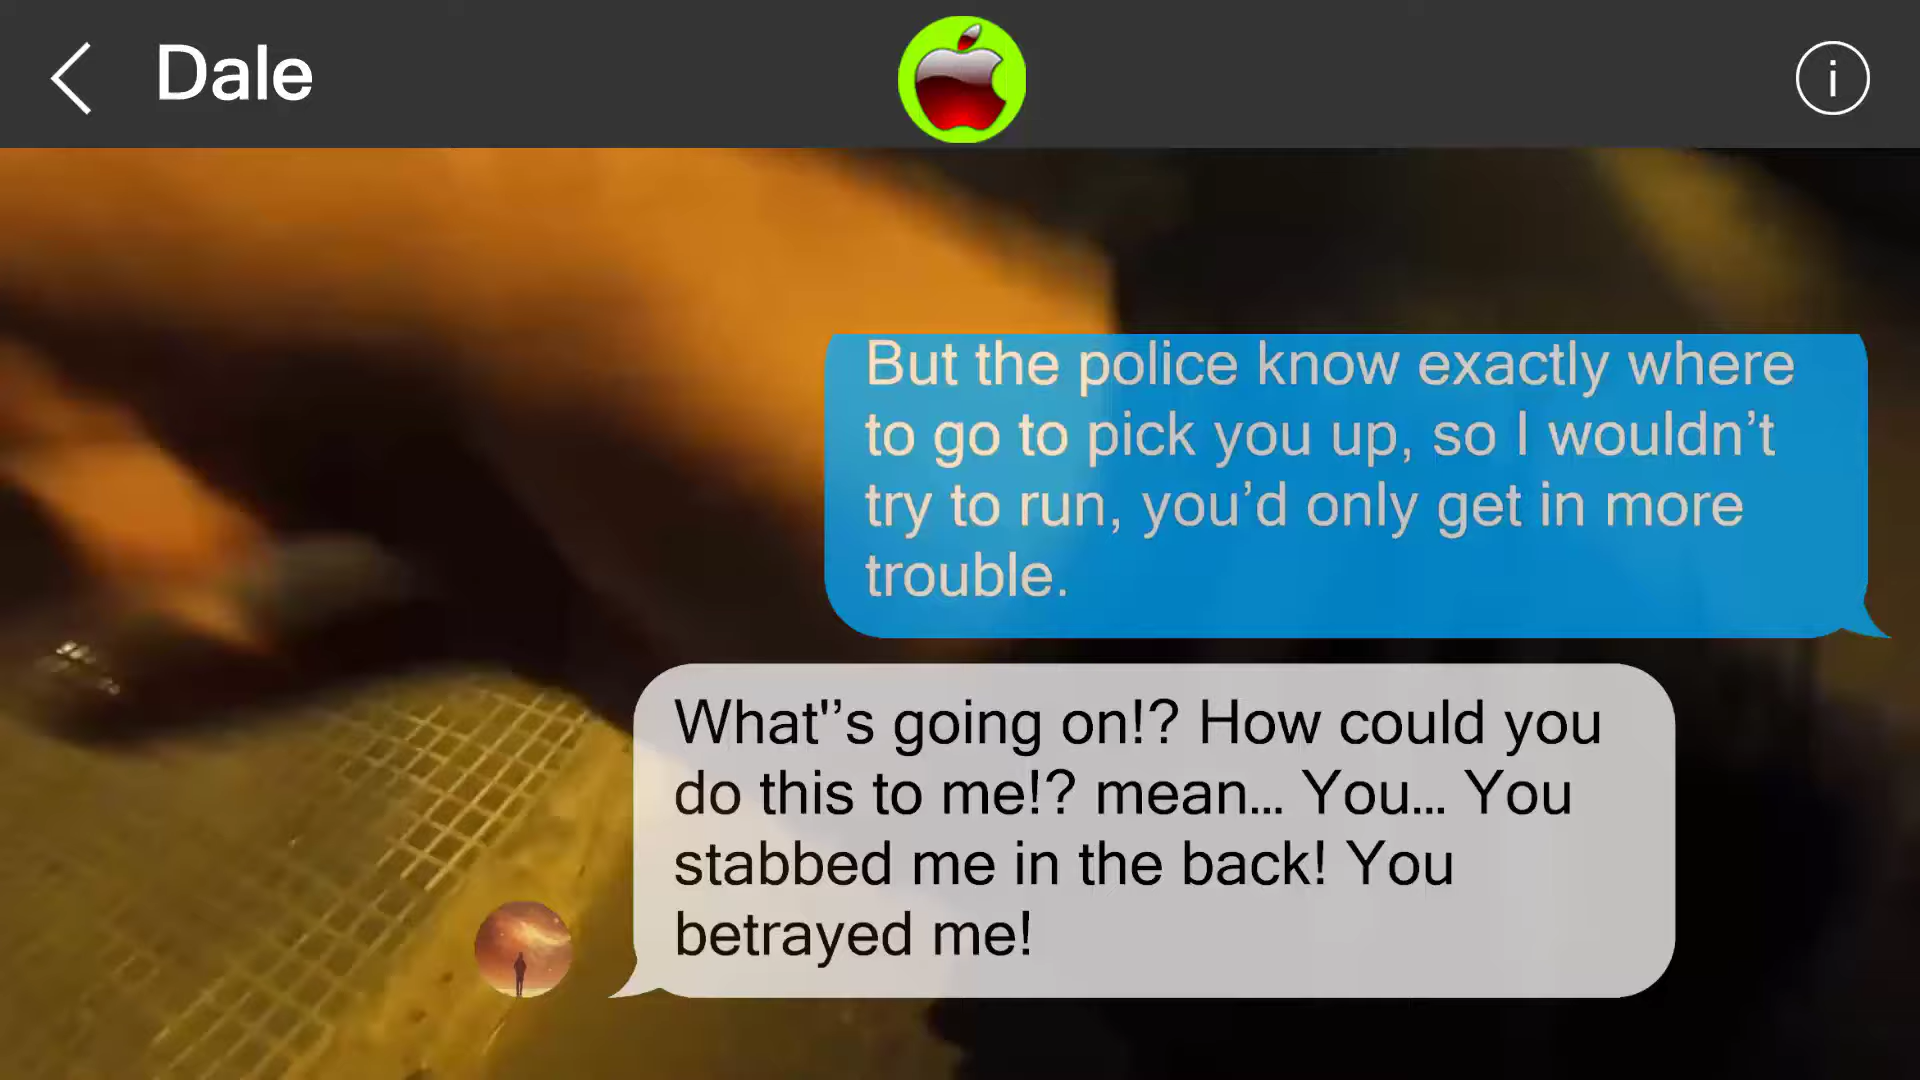 Dale
i
But the police know exactly where
to go to pick you up, so I wouldn’t
try to run, you’d only get in more
trouble.
What"’s going on!? How could you
do this to me!? mean... You... You
stabbed me in the back! You
betrayed me!